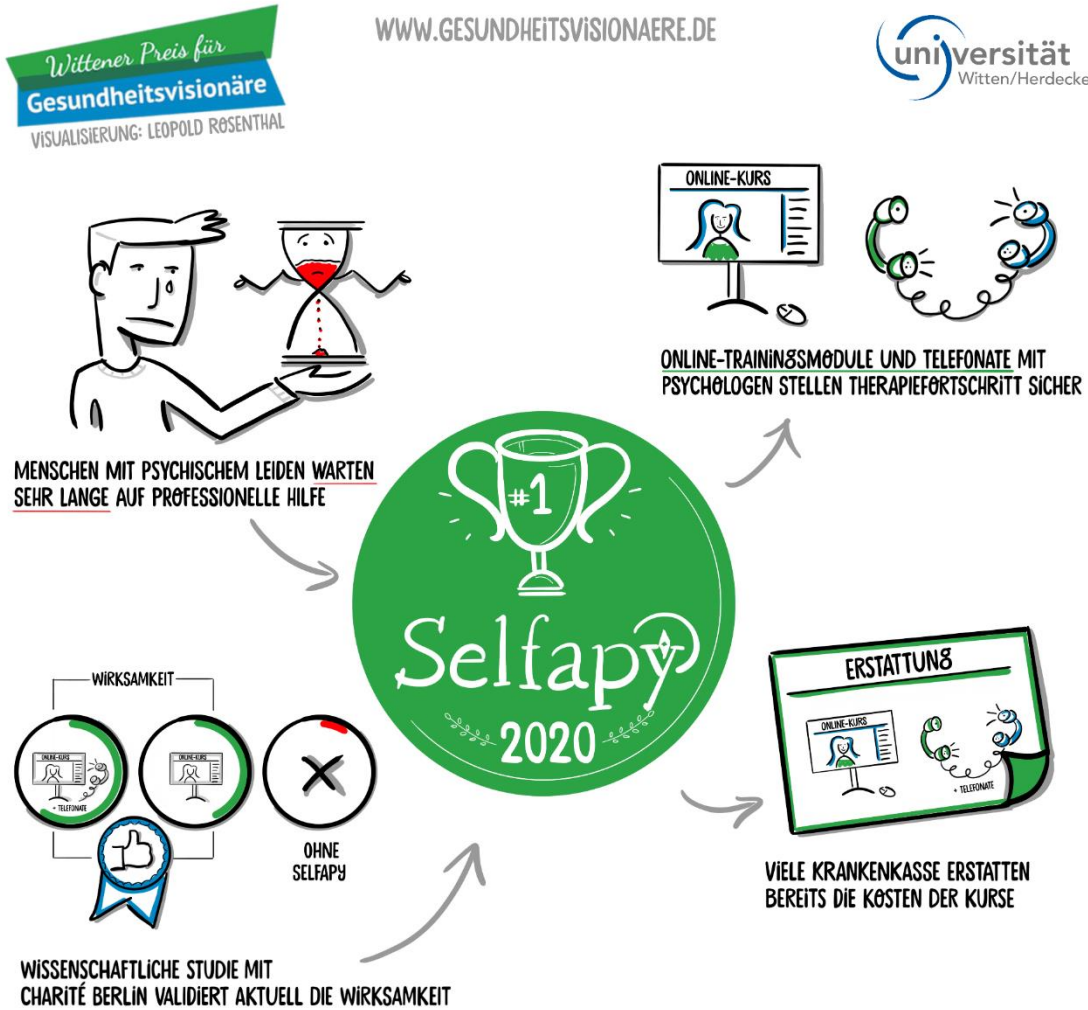 Wittener Preis für
Gesundheitsvisionäre
VISUALISIERUNG: LEOPOLD ROSENTHAL
WWW.GESUNDHEITSVISIONAERE.DE
universität
Witten/Herdecke
MENSCHEN MIT PSYCHISCHEM LEIDEN WARTEN
SEHR LANGE AUF PROFESSIONELLE HILFE
ONLINE-KURS
ONLINE-TRAININGSMODULE UND TELEFONATE MIT
PSYCHOLOGEN STELLEN THERAPIEFORTSCHRITT SICHER
#1
Selfapy
2020
WIRKSAMKEIT
ONLINE-KURS
+ TELEFONATE
ONLINE-KURS
OHNE
SELFAPY
WISSENSCHAFTLICHE STUDIE MIT
CHARITÉ BERLIN VALIDIERT AKTUELL DIE WIRKSAMKEIT
ERSTATTUNG
ONLINE-KURS
+ TELEFONATE
VIELE KRANKENKASSE ERSTATTEN
BEREITS DIE KOSTEN DER KURSE